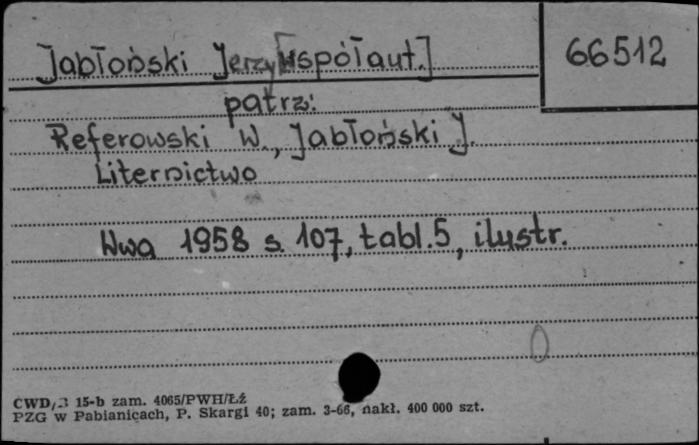 Jabłoński Jerzy [współaut.]
66512
patrz:
Referowski W., Jabłoński J.
Liternictwo
Wwa 1958 s. 107, tabl. 5, ilustr.
CWD, 15-b zam. 4065/PWH/Łź
PZG w Pabianicach, P. Skargi 40; zam. 3-66, nakł. 400 000 szt.